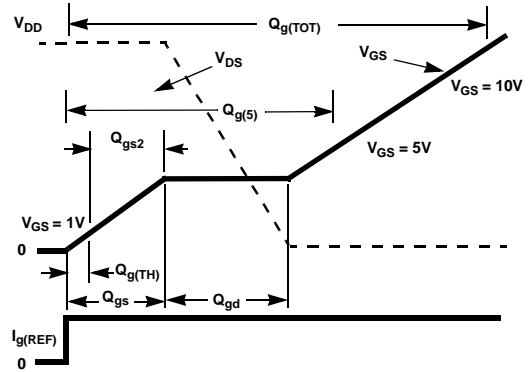 V_DD
Q_g(TOT)
V_DS
V_GS
V_GS = 10V
Q_g(5)
Q_gs2
V_GS = 5V
V_GS = 1V
0
Q_g(TH)
Q_gs
Q_gd
I_g(REF)
0